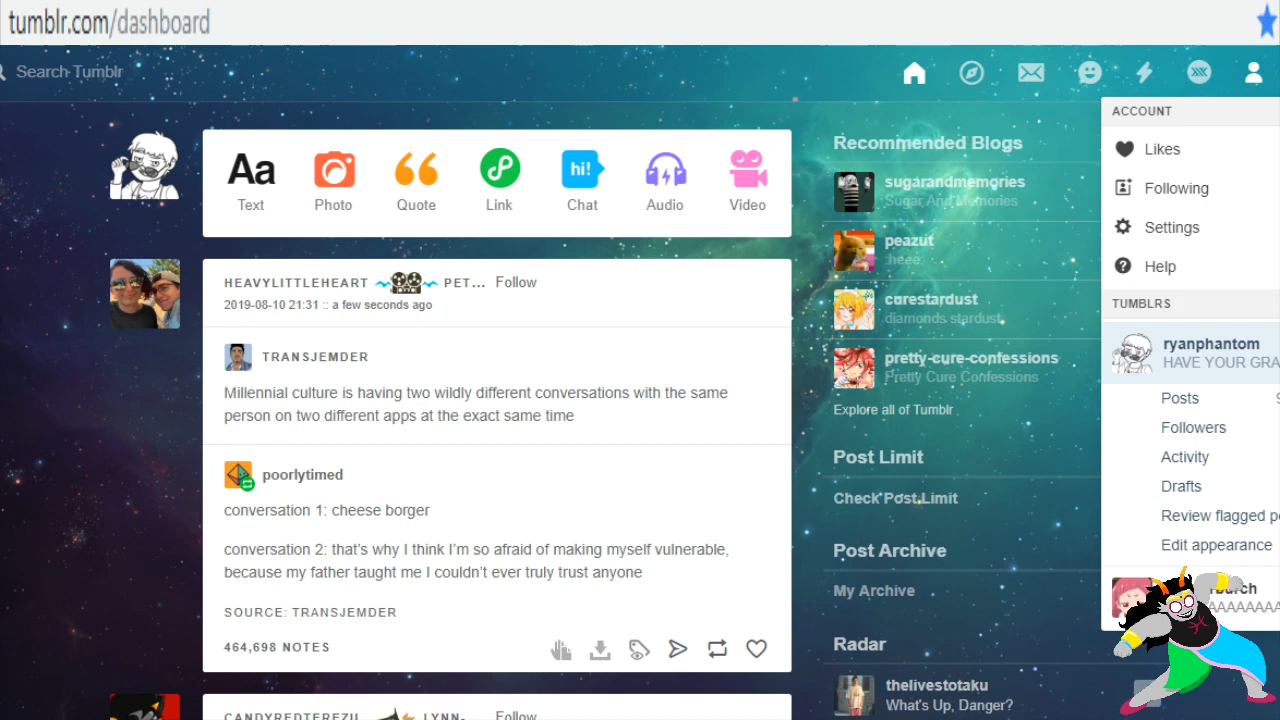 tumblr.com/dashboard
Search Tumblr
Aa
hi!
Text
Photo
Quote
Link
Chat
Audio
Video
HEAVYLITTLEHEART
PET...
Follow
2019-08-10 21:31 :: a few seconds ago
TRANSJEMDER
Millennial culture is having two wildly different conversations with the same
person on two different apps at the exact same time
poorlytimed
conversation 1: cheese borger
conversation 2: that's why I think I'm so afraid of making myself vulnerable,
because my father taught me I couldn't ever truly trust anyone
SOURCE: TRANSJEMDER
464,698 NOTES
CANDYREDTEREZU
LYNN-
Follow
Recommended Blogs
sugarandmemories
Sugar And Memories
peazut
heee
curestardust
diamonds stardust
pretty-cure-confessions
Pretty Cure Confessions
Explore all of Tumblr
Post Limit
Check Post Limit
Post Archive
My Archive
Radar
thelivestotaku
What's Up, Danger?
ACCOUNT
Likes
Following
Settings
Help
TUMBLRS
ryanphantom
HAVE YOUR GRA
Posts
Followers
Activity
Drafts
Review flagged p
Edit appearance
AAAAAAA